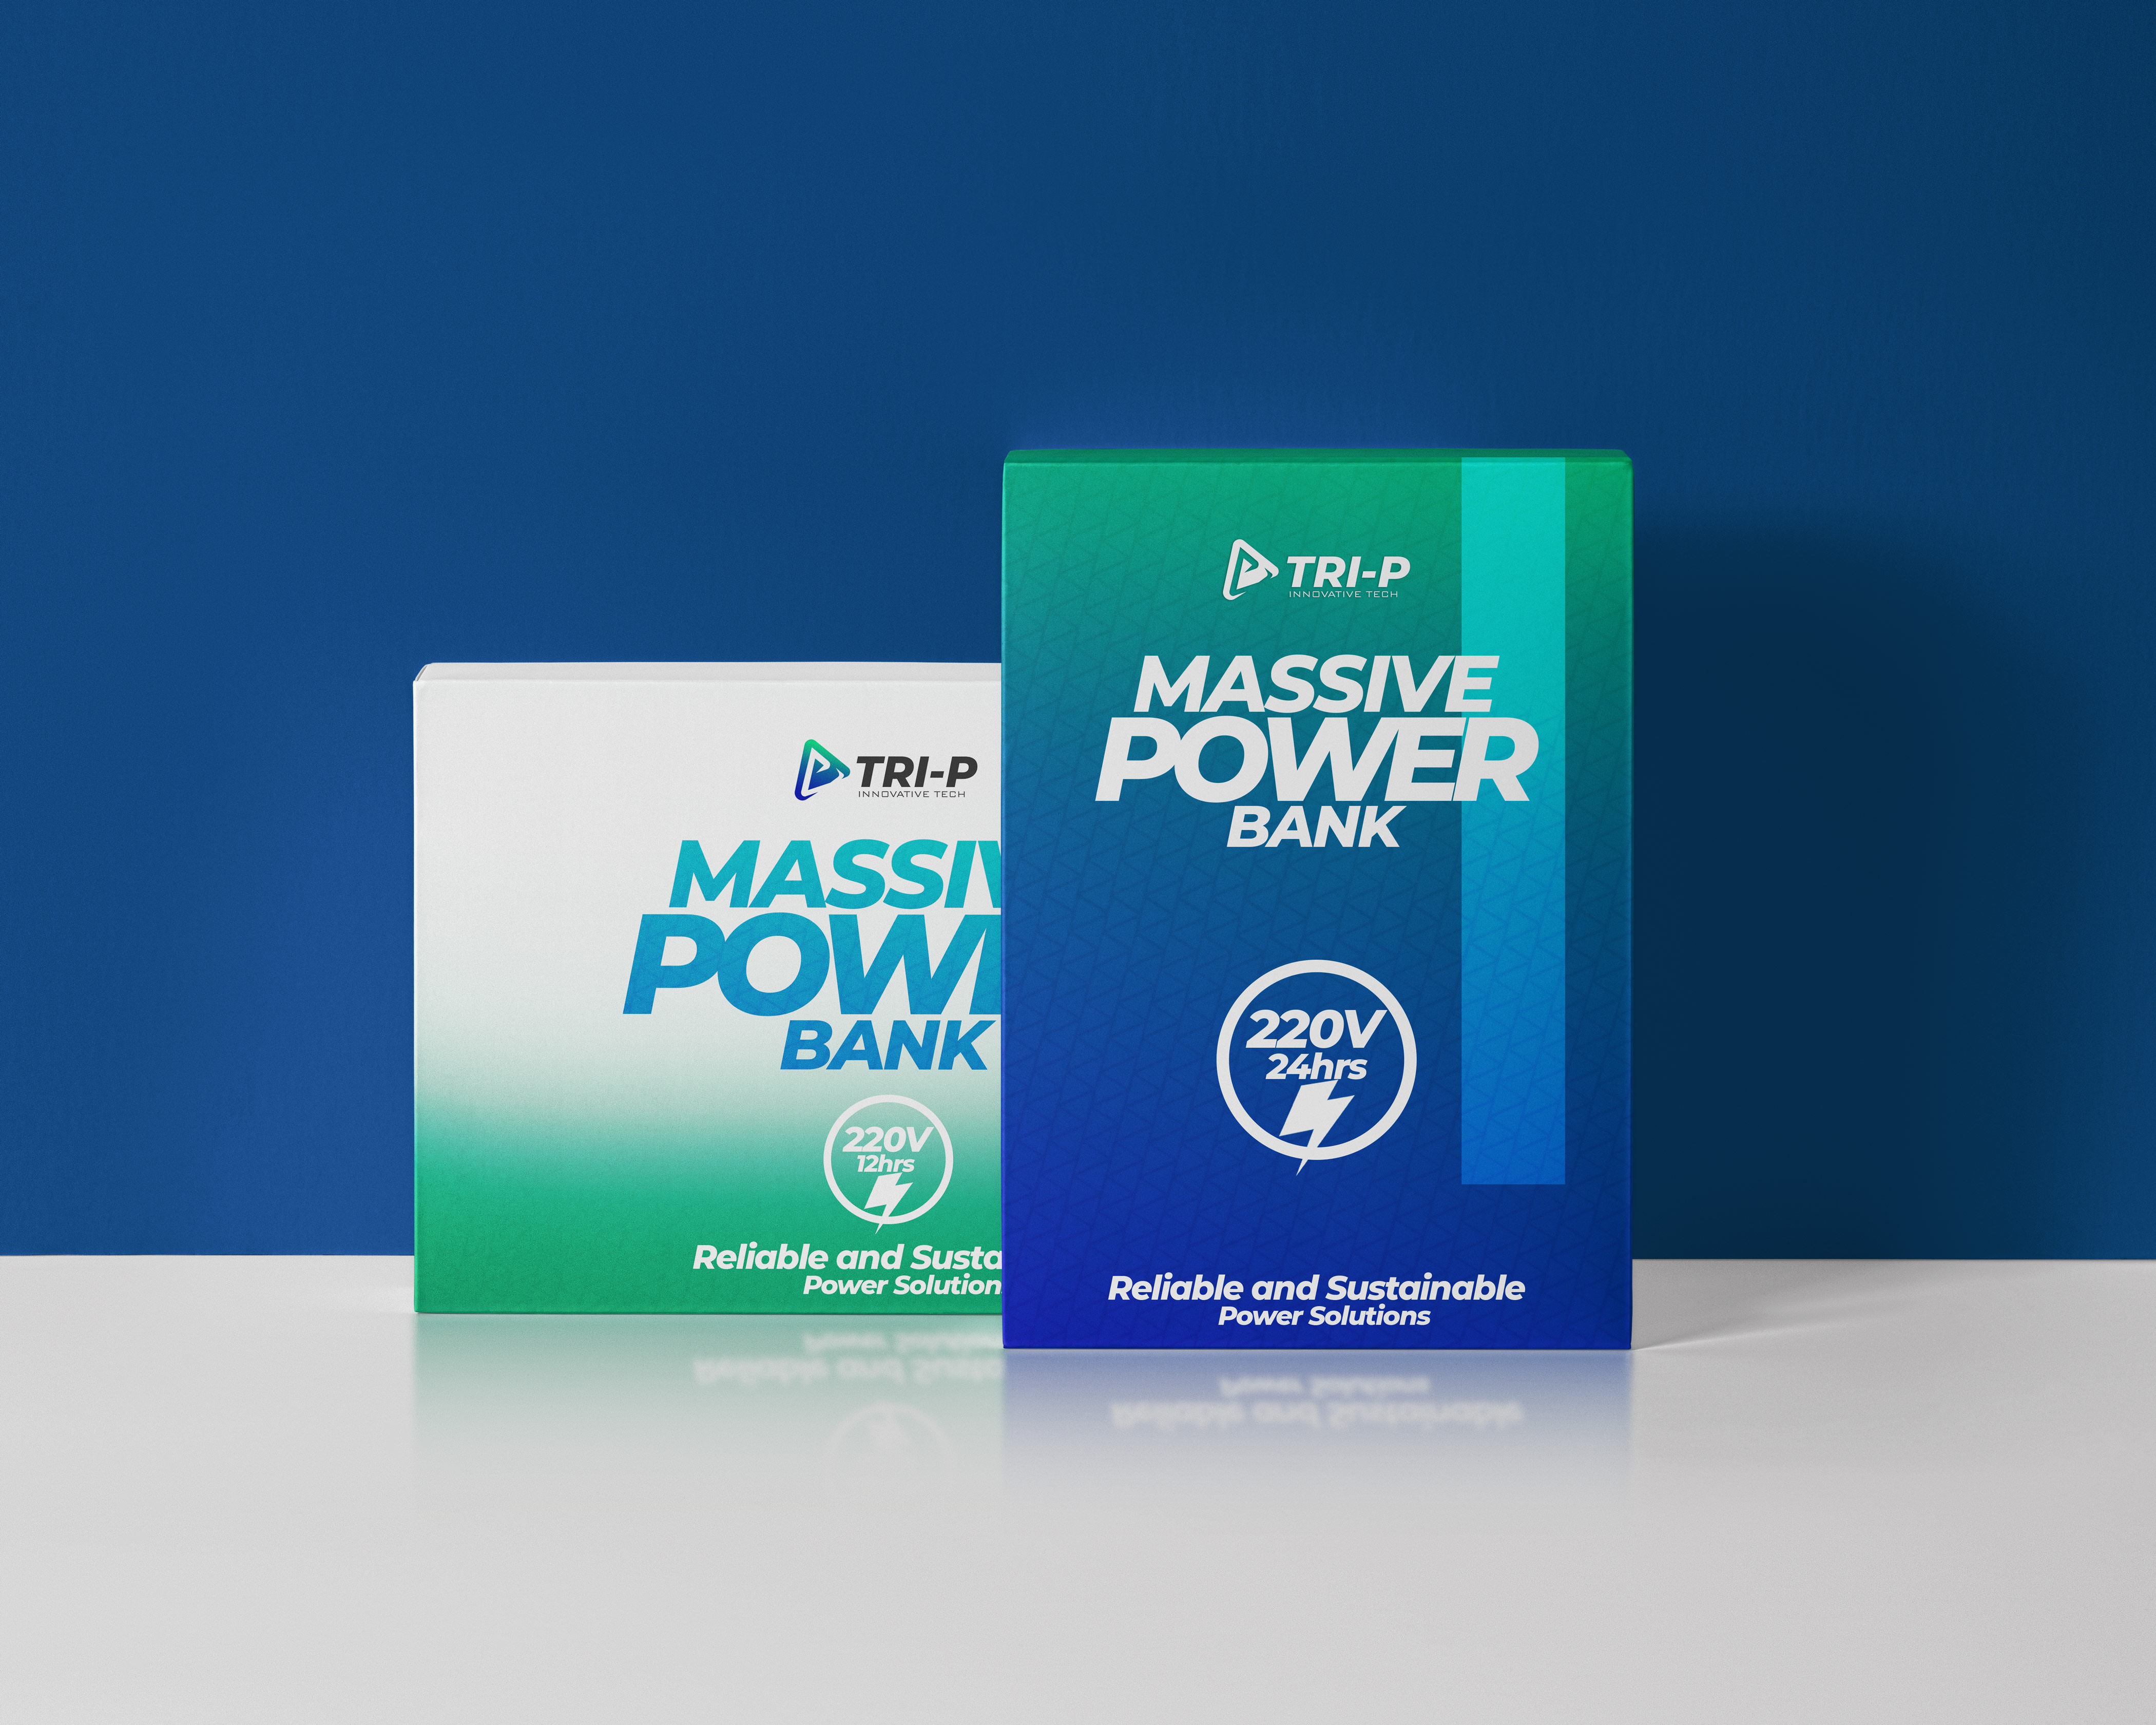 TRI-P
INNOVATIVE TECH
MASSIV
POW
BANK
220V
12hrs
Reliable and Susta
Power Solution
TRI-P
INNOVATIVE TECH
MASSIVE
POWER
BANK
220V
24hrs
Reliable and Sustainable
Power Solutions